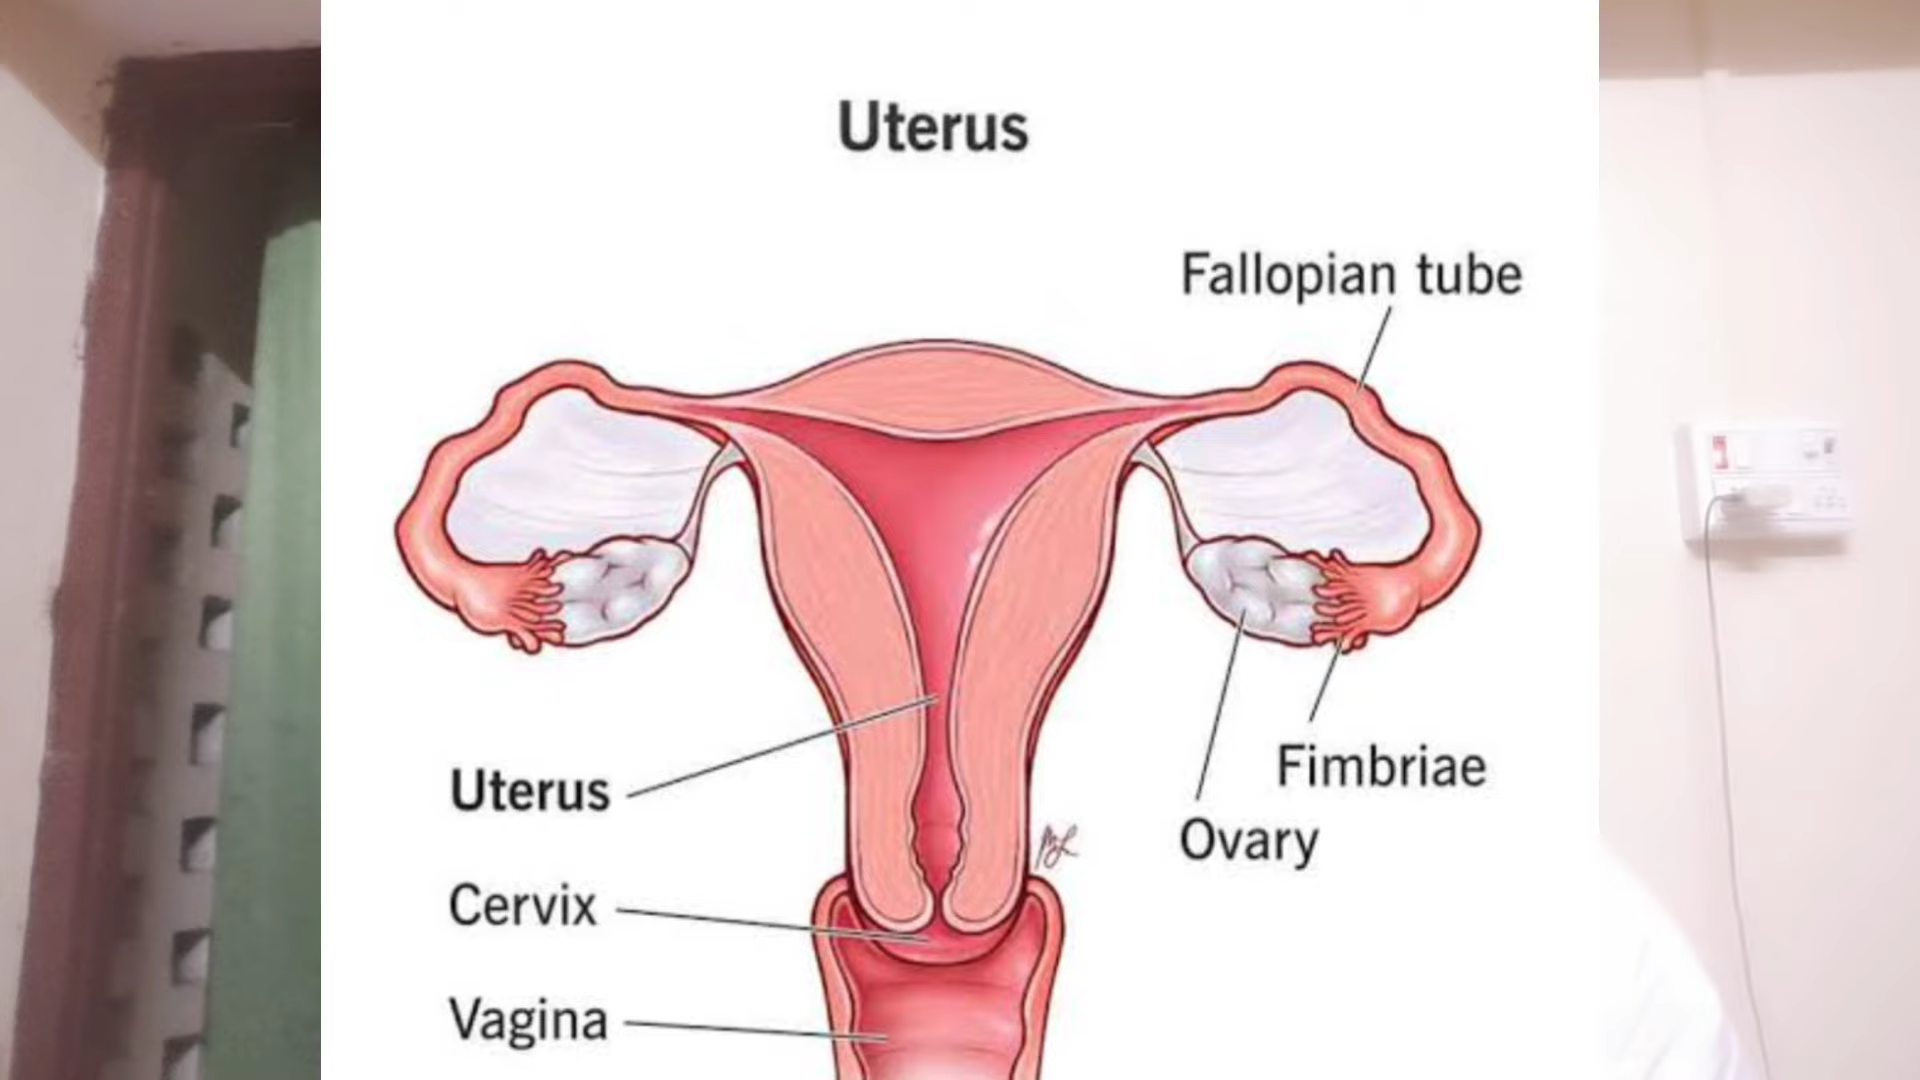 Uterus
Fallopian tube
Uterus
Fimbriae
Ovary
Cervix
Vagina